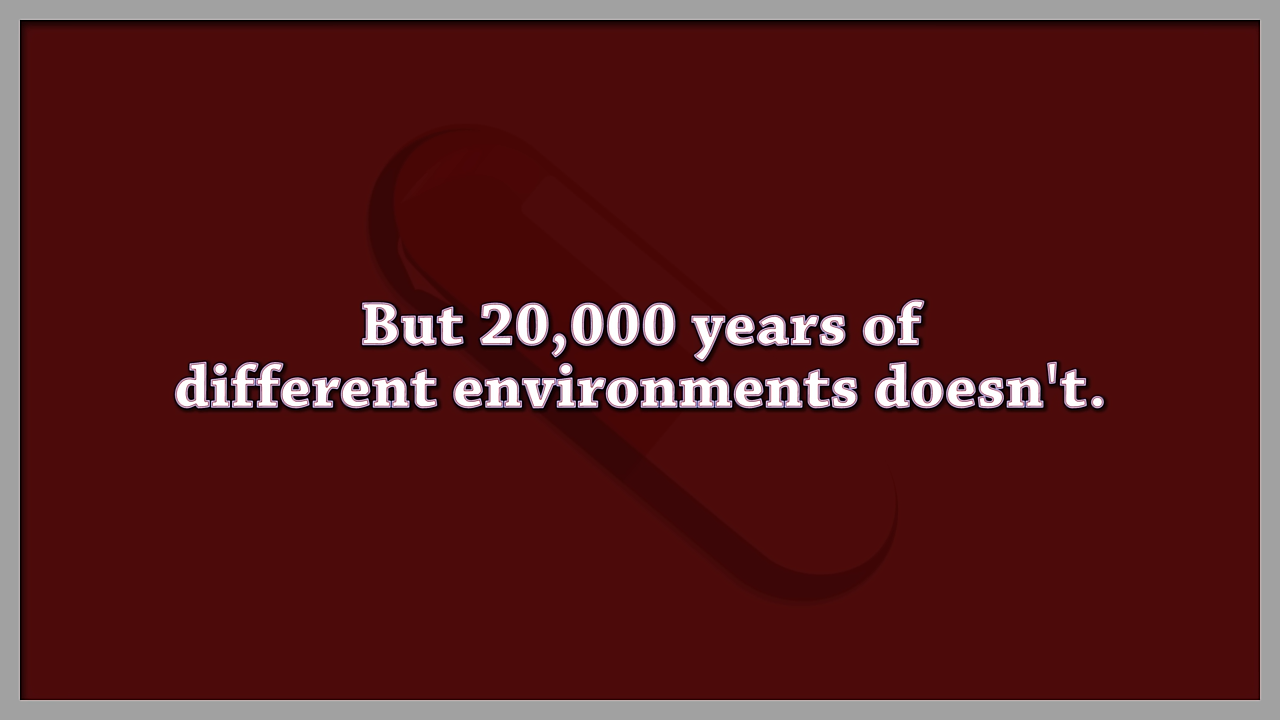 But 20,000 years of
different environments doesn't.